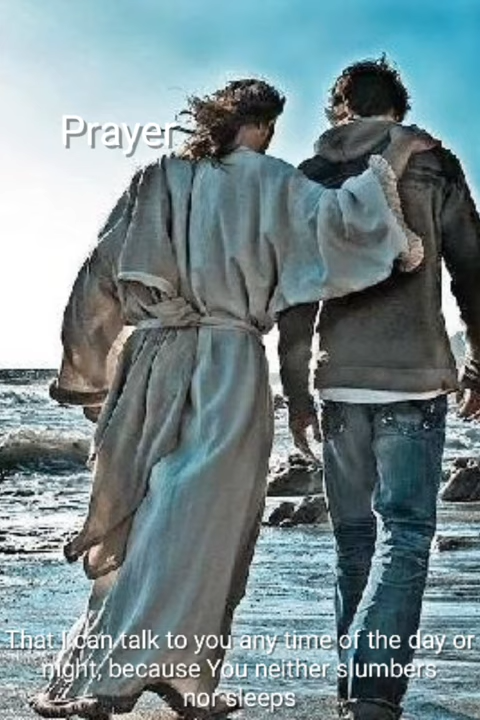 Prayer
That I can talk to you any time of the day or
night, because You neither slumbers
nor sleeps